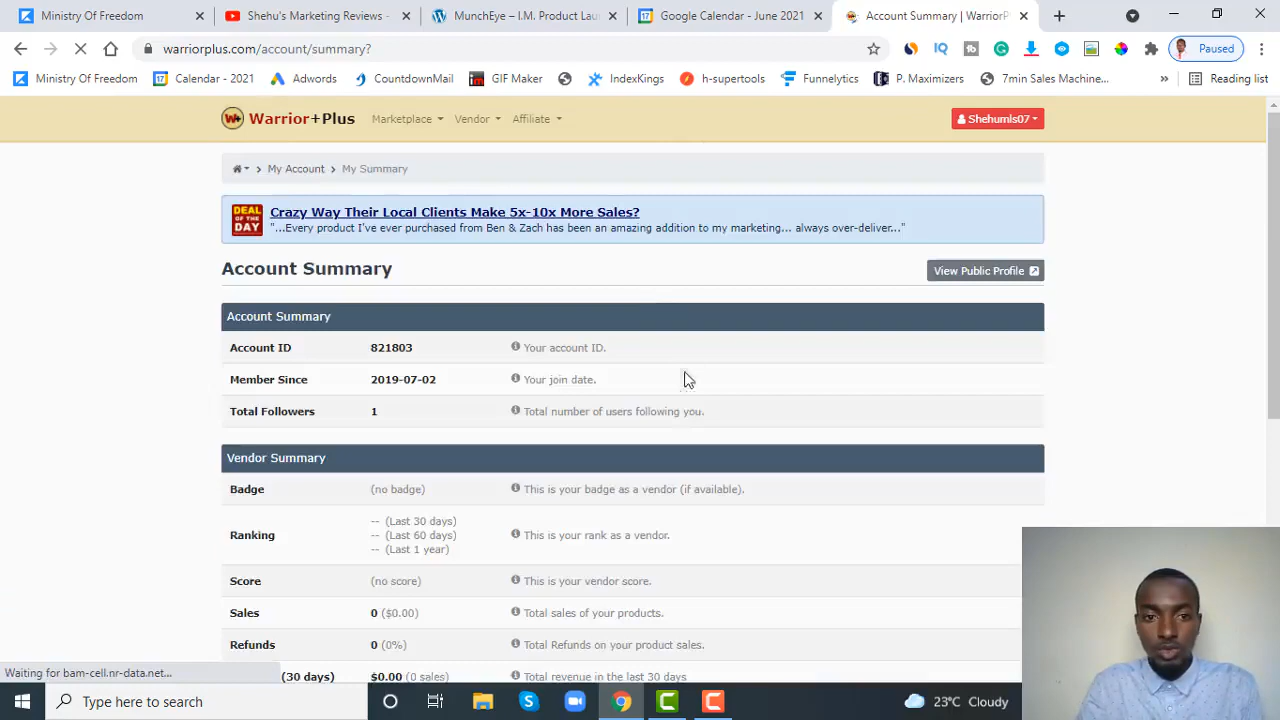 Ministry Of Freedom
Shehu's Marketing Reviews -
MunchEye – I.M. Product Lau
Google Calendar - June 2021
Account Summary | WarriorP
warriorplus.com/account/summary?
IQ
Paused
Ministry Of Freedom
Calendar - 2021
Adwords
CountdownMail
GIF Maker
IndexKings
h-supertools
Funnelytics
P. Maximizers
7min Sales Machine...
»
Reading list
W+ Warrior+Plus
Marketplace
Vendor
Affiliate
Shehumls07
> My Account > My Summary
DEAL OF THE DAY
Crazy Way Their Local Clients Make 5x-10x More Sales?
"...Every product I've ever purchased from Ben & Zach has been an amazing addition to my marketing... always over-deliver..."
Account Summary
View Public Profile
Account Summary
Account ID 821803 Your account ID.
Member Since 2019-07-02 Your join date.
Total Followers 1 Total number of users following you.
Vendor Summary
Badge (no badge) This is your badge as a vendor (if available).
-- (Last 30 days)
Ranking -- (Last 60 days) This is your rank as a vendor.
-- (Last 1 year)
Score (no score) This is your vendor score.
Sales 0 ($0.00) Total sales of your products.
Refunds 0 (0%) Total Refunds on your product sales.
(30 days) $0.00 (0 sales) Total revenue in the last 30 days
Waiting for bam-cell.nr-data.net...
Type here to search
23°C Cloudy